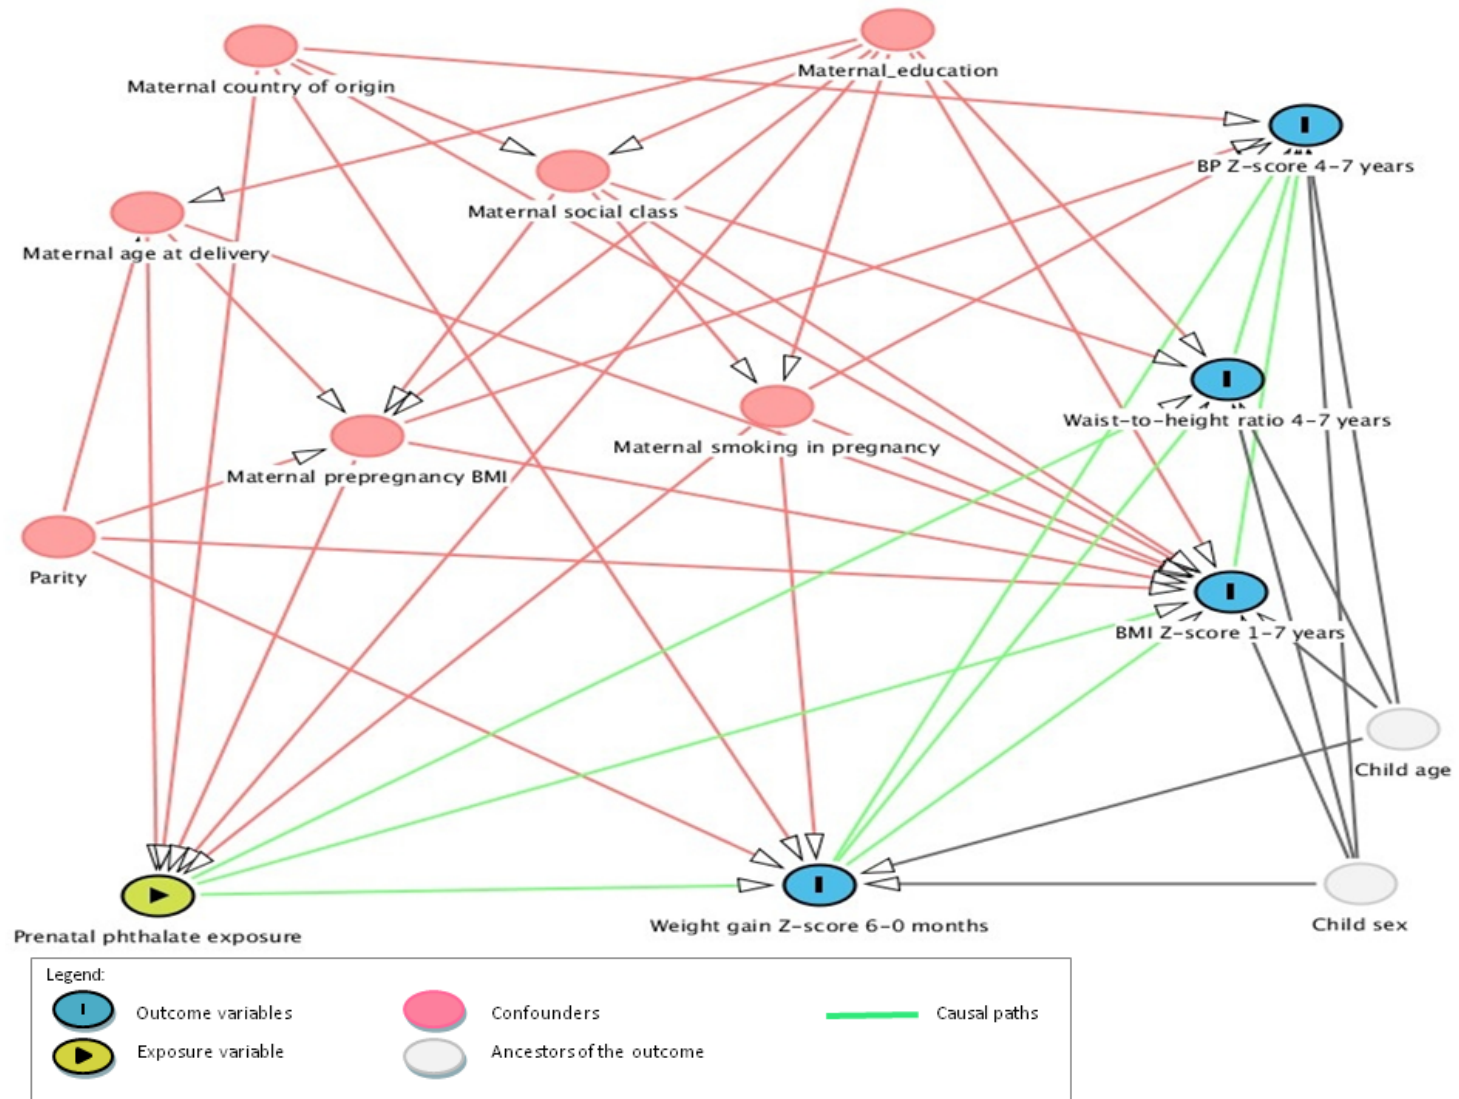 Maternal_education
Maternal country of origin
BP Z-score 4-7 years
Maternal social class
Maternal age at delivery
Waist-to-height ratio 4-7 years
Maternal smoking in pregnancy
Maternal prepregnancy BMI
Parity
BMI Z-score 1-7 years
Child age
Weight gain Z-score 6-0 months
Child sex
Prenatal phthalate exposure
Legend:
Outcome variables
Confounders
Causal paths
Exposure variable
Ancestors of the outcome